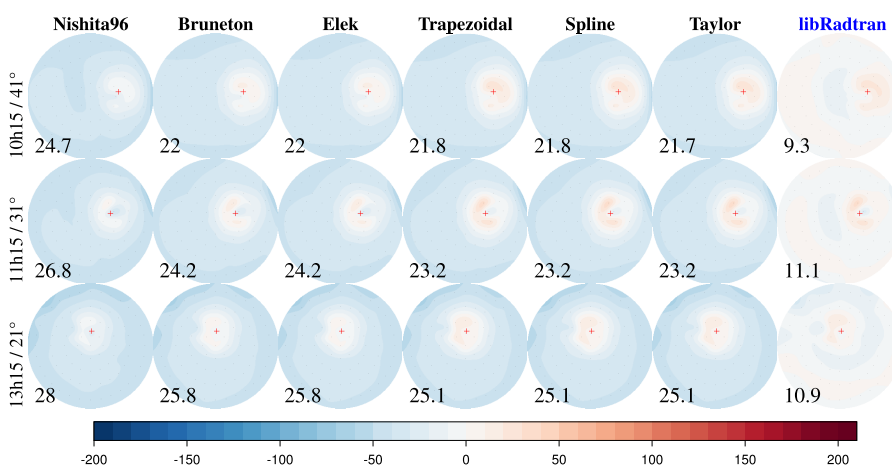 Nishita96 Bruneton Elek Trapezoidal Spline Taylor libRadtran
10h15 / 41°
24.7 22 22 21.8 21.8 21.7 9.3
11h15 / 31°
26.8 24.2 24.2 23.2 23.2 23.2 11.1
13h15 / 21°
28 25.8 25.8 25.1 25.1 25.1 10.9
-200 -150 -100 -50 0 50 100 150 200